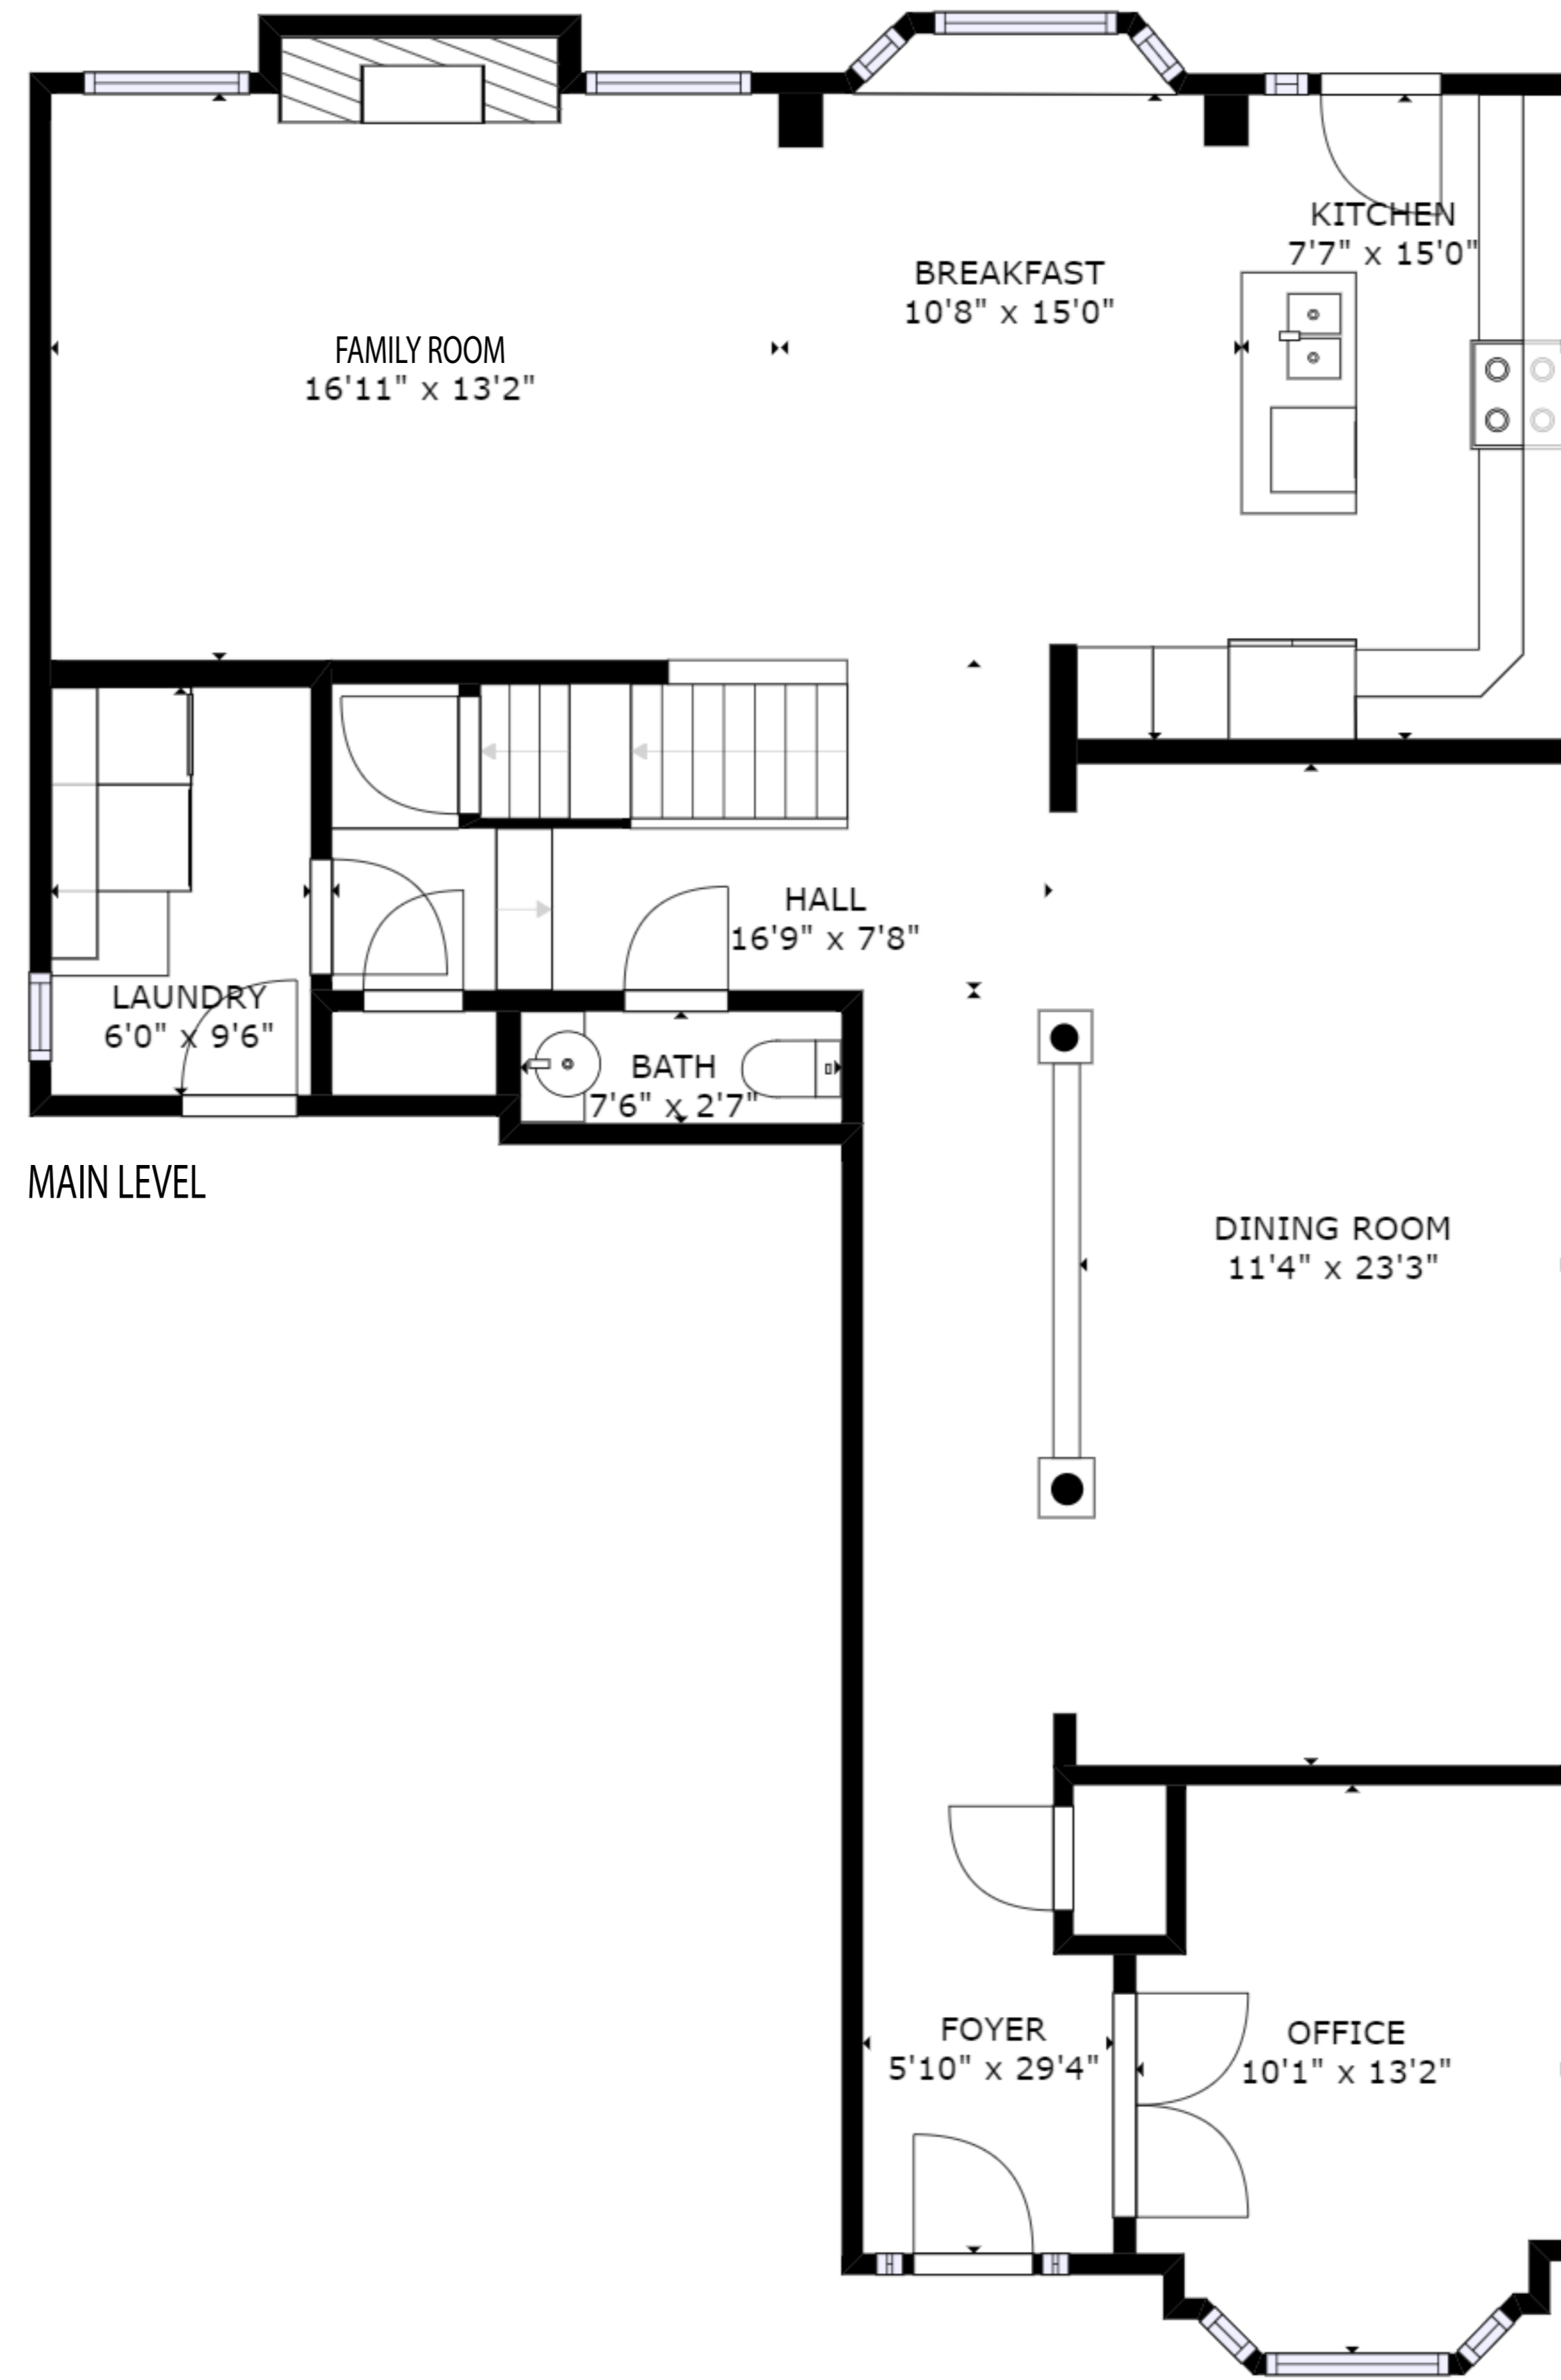 KITCHEN
7'7" x 15'0"
BREAKFAST
10'8" x 15'0"
FAMILY ROOM
16'11" x 13'2"
HALL
16'9" x 7'8"
LAUNDRY
6'0" x 9'6"
BATH
7'6" x 2'7"
MAIN LEVEL
DINING ROOM
11'4" x 23'3"
FOYER
5'10" x 29'4"
OFFICE
10'1" x 13'2"